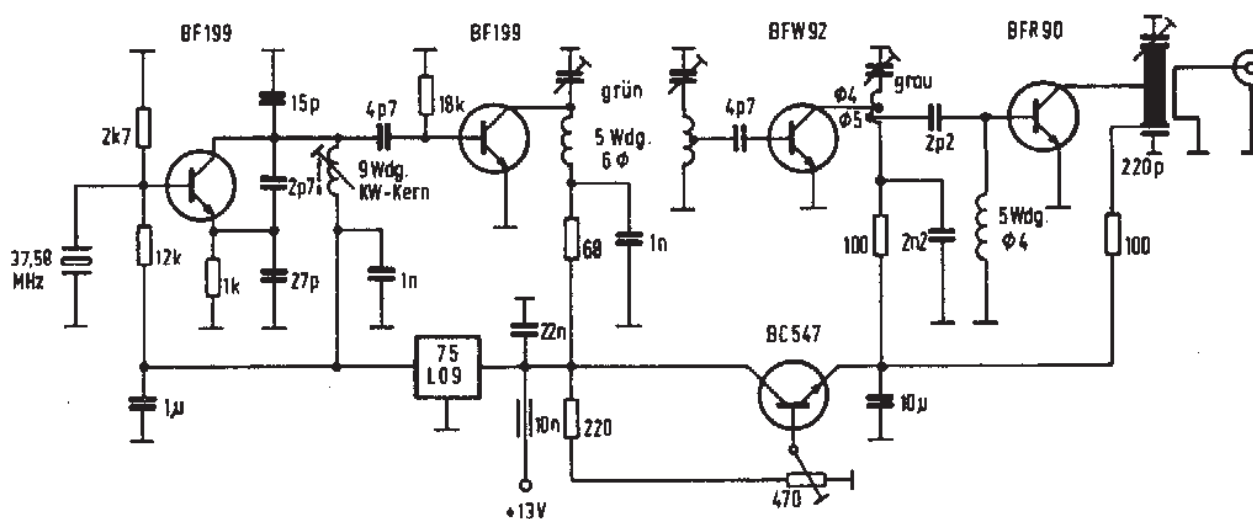 BF199
BF199
BFW92
BFR90
15p
4p7
18k
grün
5 Wdg.
6 Φ
4p7
Φ4
Φ5
grau
2p2
220p
2k7
2p7
9Wdg.
KW-Kern
37,58
MHz
12k
1k
27p
1n
68
1n
100
2n2
5Wdg.
Φ4
100
22n
BC547
75
L09
1µ
10n
220
10µ
470
+13V